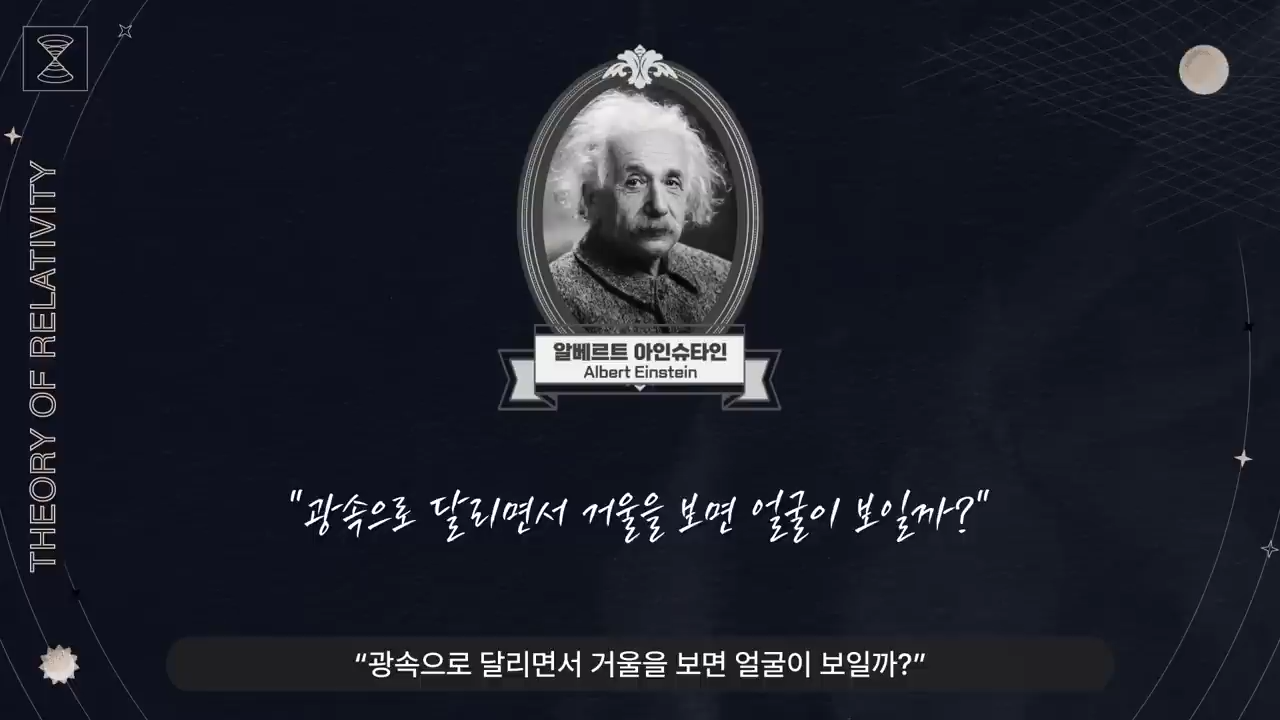 THEORY OF RELATIVITY
알베르트 아인슈타인
Albert Einstein
"광속으로 달리면서 거울을 보면 얼굴이 보일까?"
“광속으로 달리면서 거울을 보면 얼굴이 보일까?”